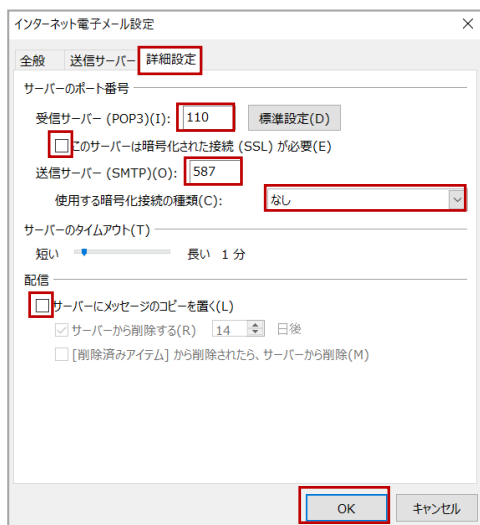 インターネット電子メール設定
全般 送信サーバー 詳細設定
サーバーのポート番号
受信サーバー (POP3)(I): 110 標準設定(D)
このサーバーは暗号化された接続 (SSL) が必要(E)
送信サーバー (SMTP)(O): 587
使用する暗号化接続の種類(C): なし
サーバーのタイムアウト(T)
短い 長い 1 分
配信
サーバーにメッセージのコピーを置く(L)
サーバーから削除する(R) 14 日後
[削除済みアイテム] から削除されたら、サーバーから削除(M)
OK キャンセル